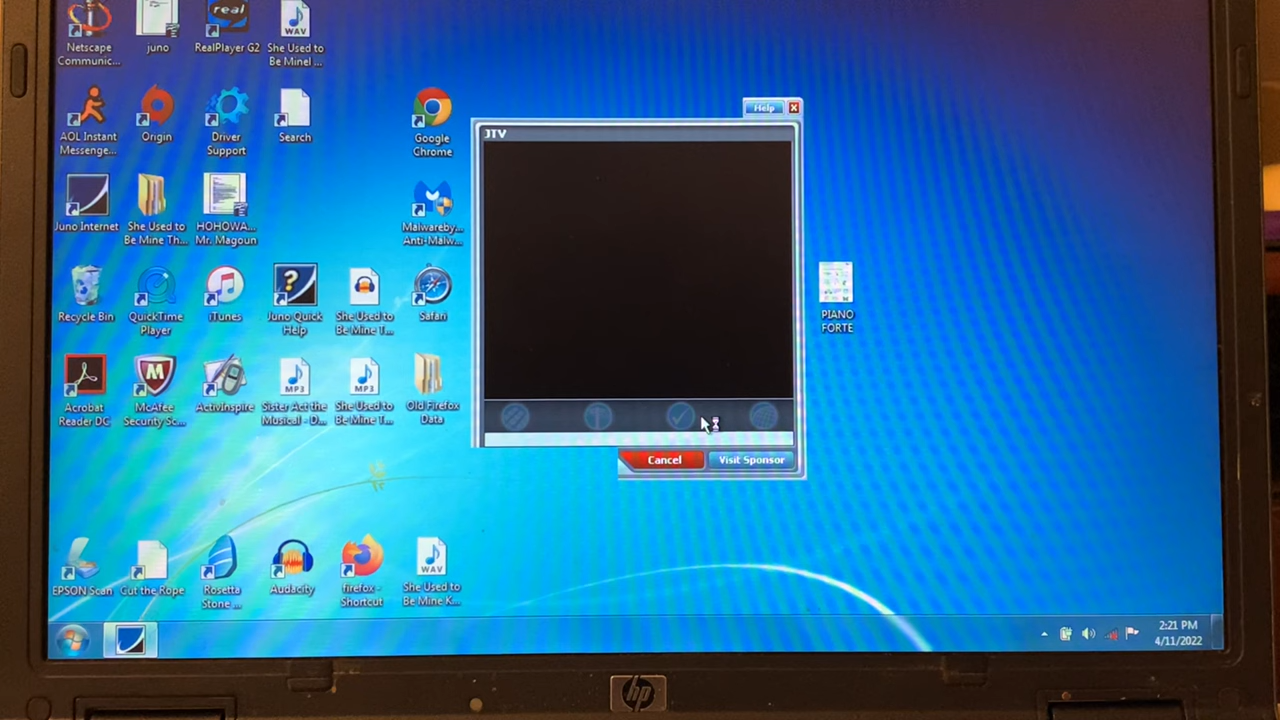 real
WAV
Netscape
Communic...
juno
RealPlayer G2
She Used to
Be MineI ...
AOL Instant
Messenge...
Origin
Driver
Support
Search
Google
Chrome
Help
JTV
Juno Internet
She Used to
Be Mine Th...
HOHOWA...
Mr. Magoun
Malwareby...
Anti-Malw...
Recycle Bin
QuickTime
Player
iTunes
?
Juno Quick
Help
She Used to
Be Mine T...
Safari
PIANO
FORTE
M
MP3
MP3
Acrobat
Reader DC
McAfee
Security Sc...
ActivInspire
Sister Act the
Musical - D...
She Used to
Be Mine T...
Old Firefox
Data
Cancel
Visit Sponsor
WAV
EPSON Scan
Cut the Rope
Rosetta
Stone ...
Audacity
firefox -
Shortcut
She Used to
Be Mine K...
2:21 PM
4/11/2022
hp